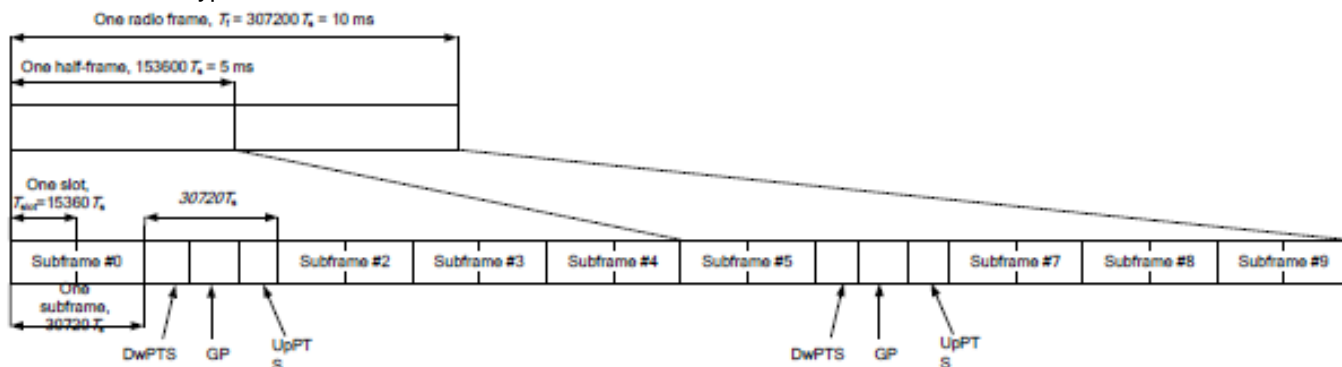 One radio frame, Tf = 307200 Ts = 10 ms
One half-frame, 153600 Ts = 5 ms
One slot,
Tslot=15360 Ts
30720Ts
Subframe #0 Subframe #2 Subframe #3 Subframe #4 Subframe #5 Subframe #7 Subframe #8 Subframe #9
One
subframe,
30720 Ts
DwPTS GP UpPT
S
DwPTS GP UpPT
S